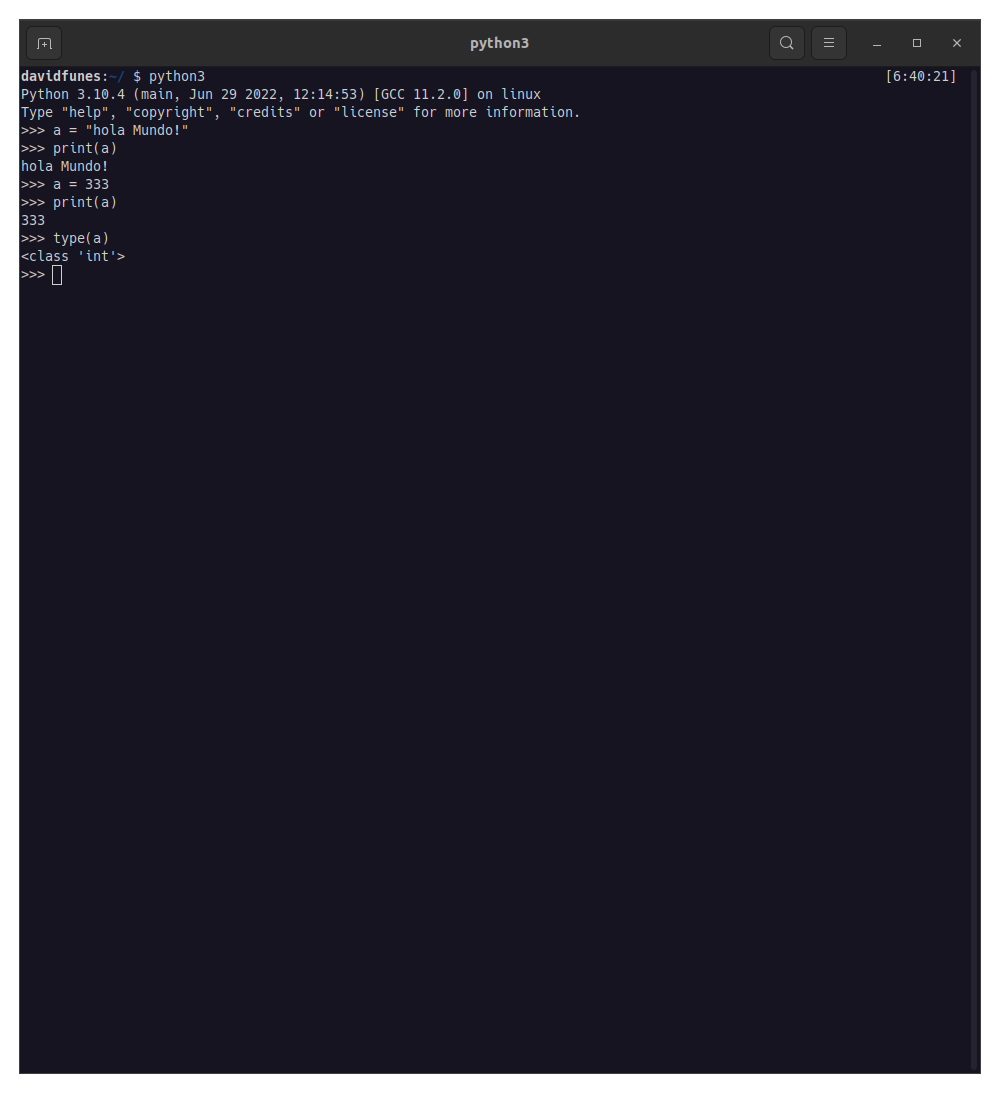 python3
davidfunes:~/ $ python3 [6:40:21]
Python 3.10.4 (main, Jun 29 2022, 12:14:53) [GCC 11.2.0] on linux
Type "help", "copyright", "credits" or "license" for more information.
>>> a = "hola Mundo!"
>>> print(a)
hola Mundo!
>>> a = 333
>>> print(a)
333
>>> type(a)
<class 'int'>
>>>